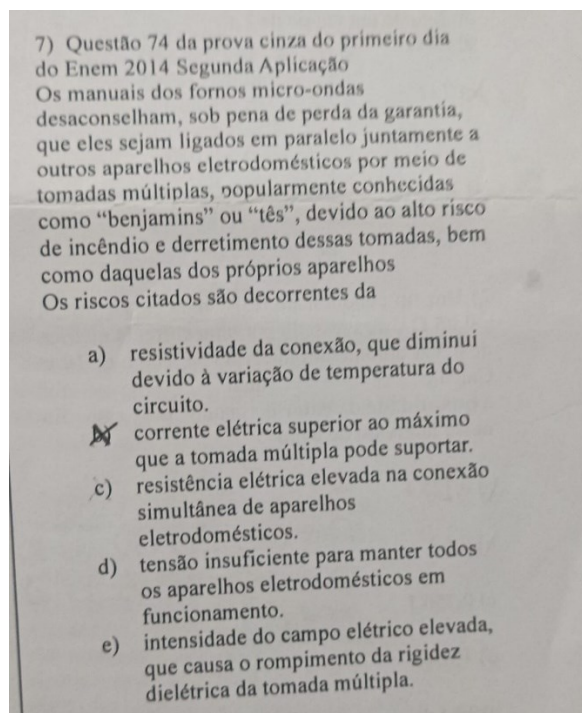 7) Questão 74 da prova cinza do primeiro dia
do Enem 2014 Segunda Aplicação
Os manuais dos fornos micro-ondas
desaconselham, sob pena de perda da garantia,
que eles sejam ligados em paralelo juntamente a
outros aparelhos eletrodomésticos por meio de
tomadas múltiplas, popularmente conhecidas
como “benjamins” ou “tês”, devido ao alto risco
de incêndio e derretimento dessas tomadas, bem
como daquelas dos próprios aparelhos
Os riscos citados são decorrentes da
a) resistividade da conexão, que diminui
devido à variação de temperatura do
circuito.
b) corrente elétrica superior ao máximo
que a tomada múltipla pode suportar.
c) resistência elétrica elevada na conexão
simultânea de aparelhos
eletrodomésticos.
d) tensão insuficiente para manter todos
os aparelhos eletrodomésticos em
funcionamento.
e) intensidade do campo elétrico elevada,
que causa o rompimento da rigidez
dielétrica da tomada múltipla.